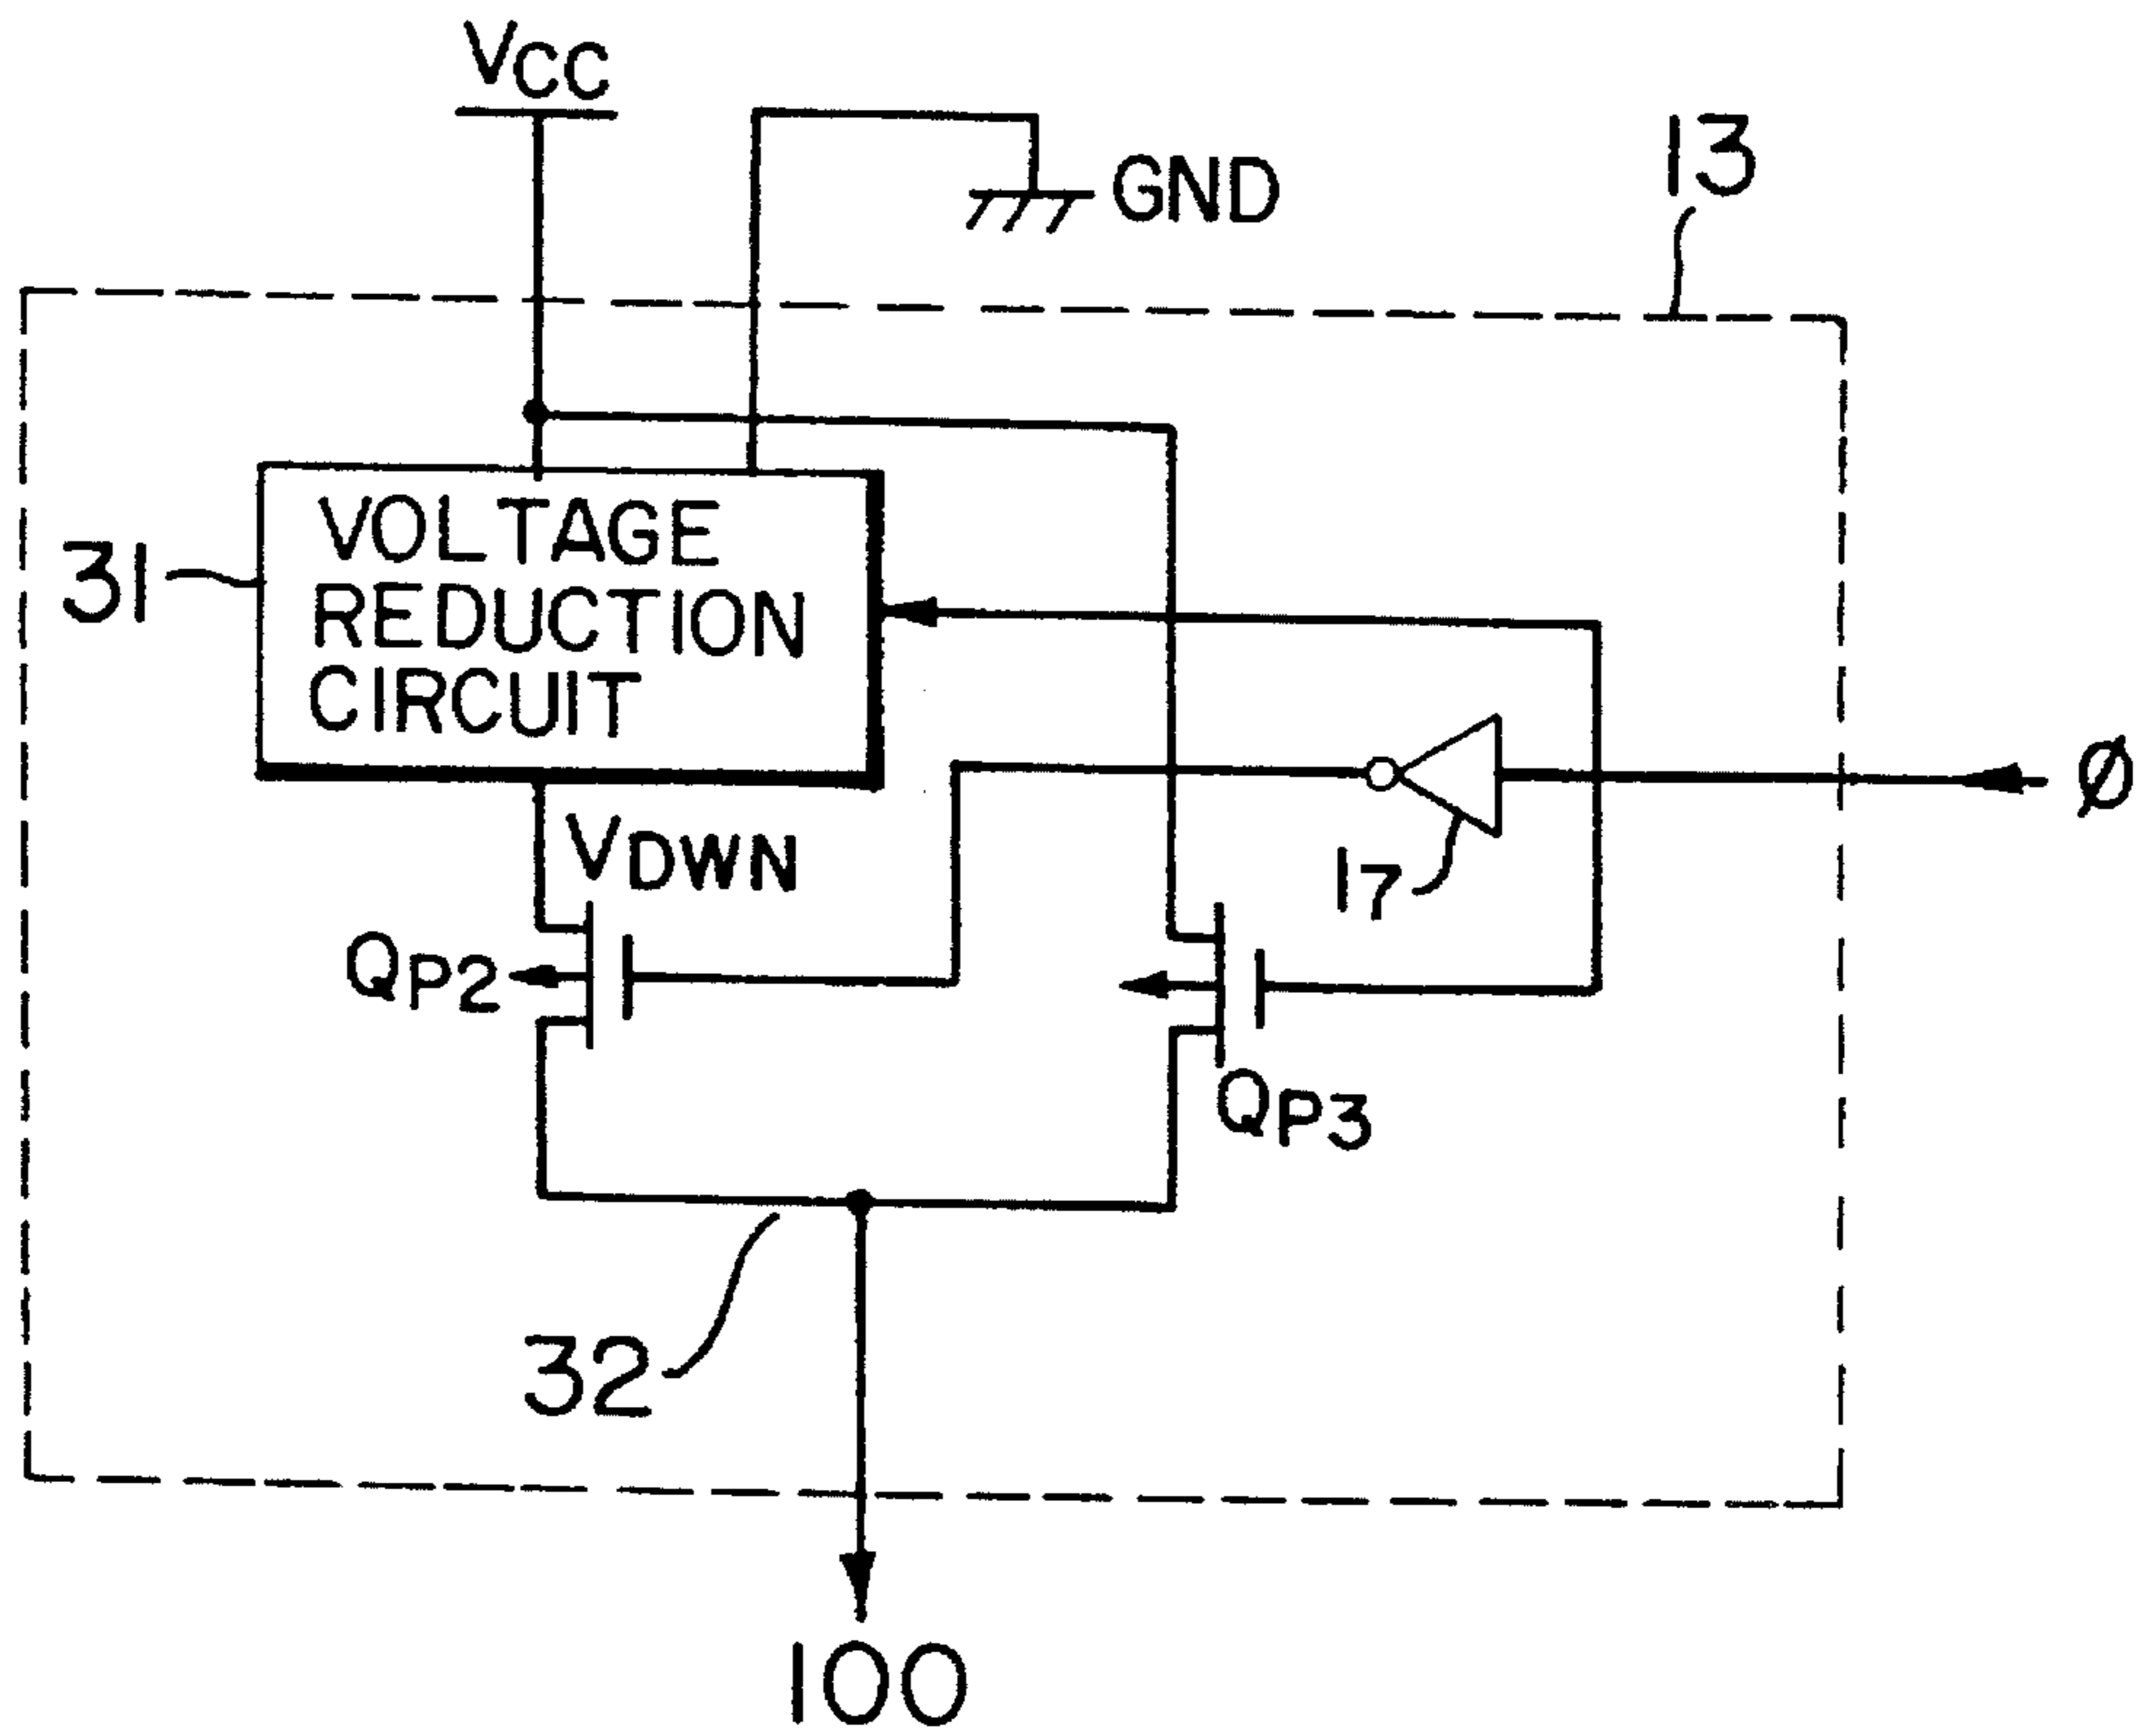 VCC
GND
13
31
VOLTAGE
REDUCTION
CIRCUIT
Ø
VDWN
I7
QP2
QP3
32
100